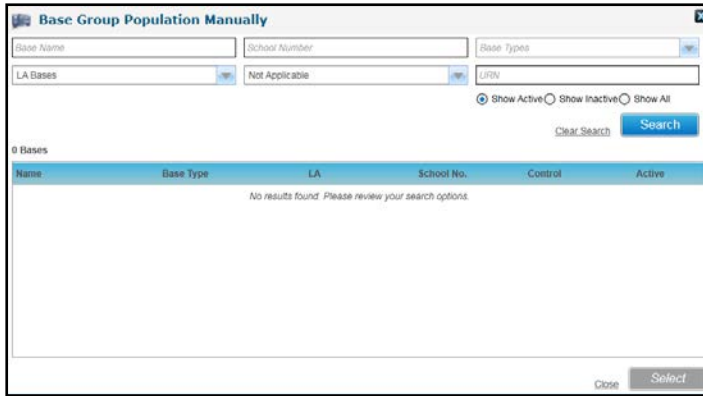 Base Group Population Manually
Base Name School Number Base Types
LA Bases Not Applicable URN
Show Active Show Inactive Show All
Clear Search Search
0 Bases
Name Base Type LA School No. Control Active
No results found. Please review your search options.
Close Select